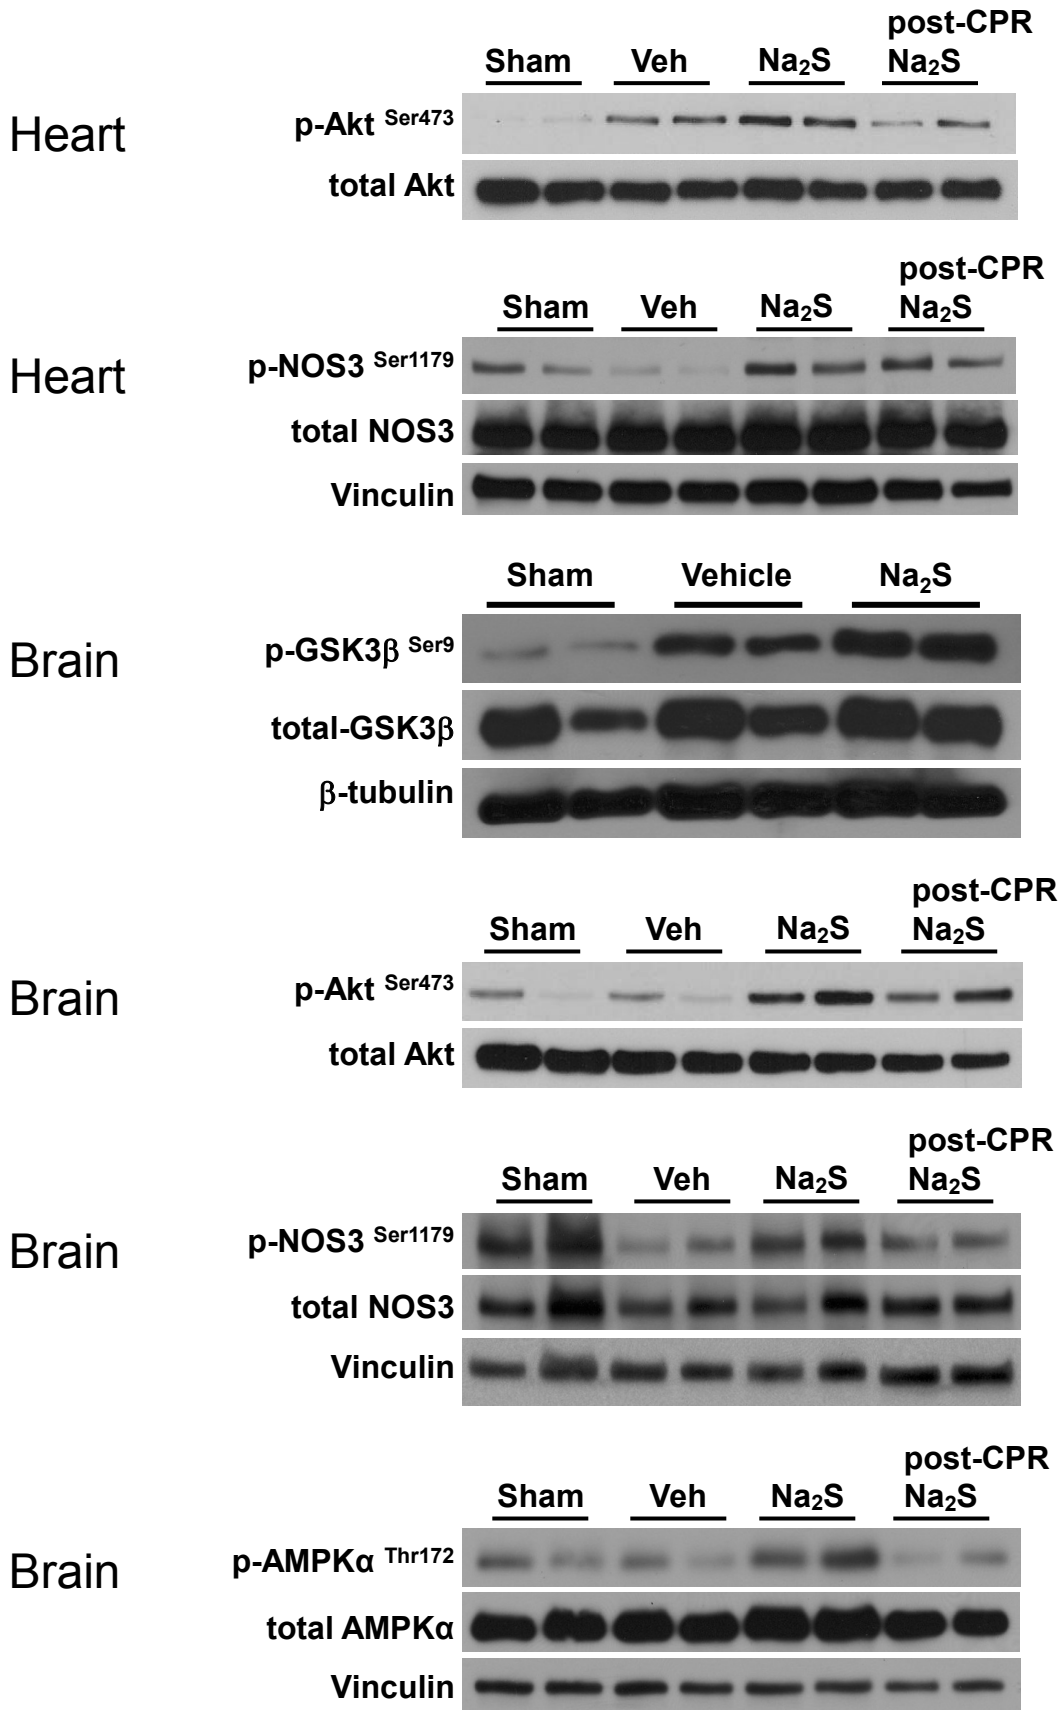 post-CPR
Sham Veh Na₂S Na₂S
Heart p-Akt Ser473
total Akt
post-CPR
Sham Veh Na₂S Na₂S
Heart p-NOS3 Ser1179
total NOS3
Vinculin
Sham Vehicle Na₂S
Brain p-GSK3β Ser9
total-GSK3β
β-tubulin
post-CPR
Sham Veh Na₂S Na₂S
Brain p-Akt Ser473
total Akt
post-CPR
Sham Veh Na₂S Na₂S
Brain p-NOS3 Ser1179
total NOS3
Vinculin
post-CPR
Sham Veh Na₂S Na₂S
Brain p-AMPKα Thr172
total AMPKα
Vinculin